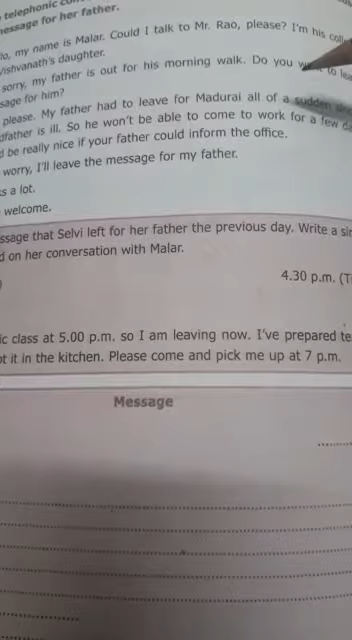 telephonic
message for her father.
my name is Malar. Could I talk to Mr. Rao, please? I'm his
Vishvanath's daughter.
sorry, my father is out for his morning walk. Do you to
sage for him?
please. My father had to leave for Madurai all of a sudden
dfather is ill. So he won't be able to come to work for a few
d be really nice if your father could inform the office.
worry, I'll leave the message for my father.
s a lot.
welcome.
ssage that Selvi left for her father the previous day. Write a
d on her conversation with Malar.
4.30 p.m.
ic class at 5.00 p.m. so I am leaving now. I've prepared te
t it in the kitchen. Please come and pick me up at 7 p.m.
Message